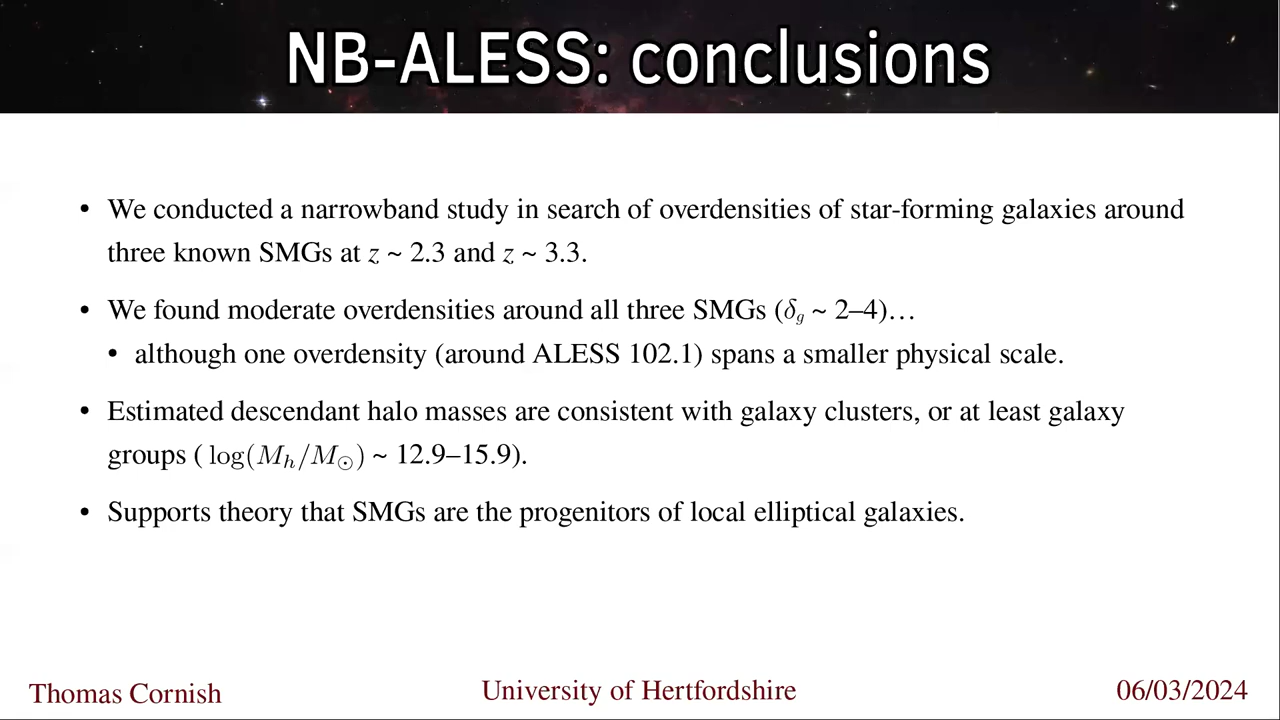 NB-ALESS: conclusions
• We conducted a narrowband study in search of overdensities of star-forming galaxies around
three known SMGs at z ~ 2.3 and z ~ 3.3.
• We found moderate overdensities around all three SMGs (δg ~ 2–4)…
• although one overdensity (around ALESS 102.1) spans a smaller physical scale.
• Estimated descendant halo masses are consistent with galaxy clusters, or at least galaxy
groups ( log(Mh/M⊙) ~ 12.9–15.9).
• Supports theory that SMGs are the progenitors of local elliptical galaxies.
Thomas Cornish
University of Hertfordshire
06/03/2024